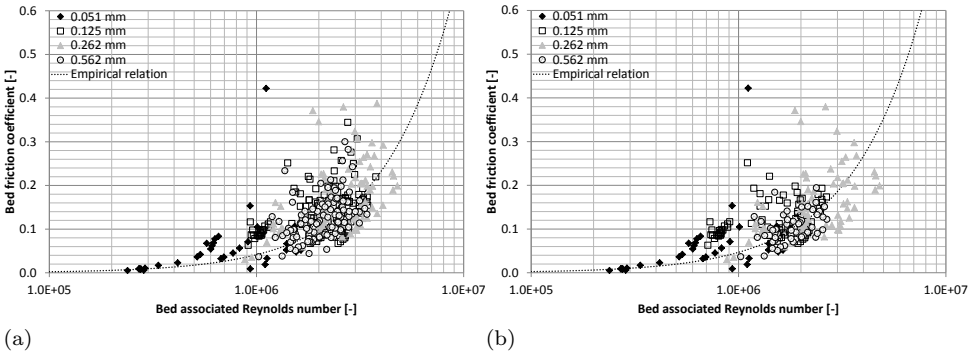 0.6
0.5
0.4
0.3
0.2
0.1
0.0
Bed friction coefficient [-]
0.051 mm
0.125 mm
0.262 mm
0.562 mm
Empirical relation
1.0E+05
1.0E+06
1.0E+07
Bed associated Reynolds number [-]
(a)
0.6
0.5
0.4
0.3
0.2
0.1
0.0
Bed friction coefficient [-]
0.051 mm
0.125 mm
0.262 mm
0.562 mm
Empirical relation
1.0E+05
1.0E+06
1.0E+07
Bed associated Reynolds number [-]
(b)